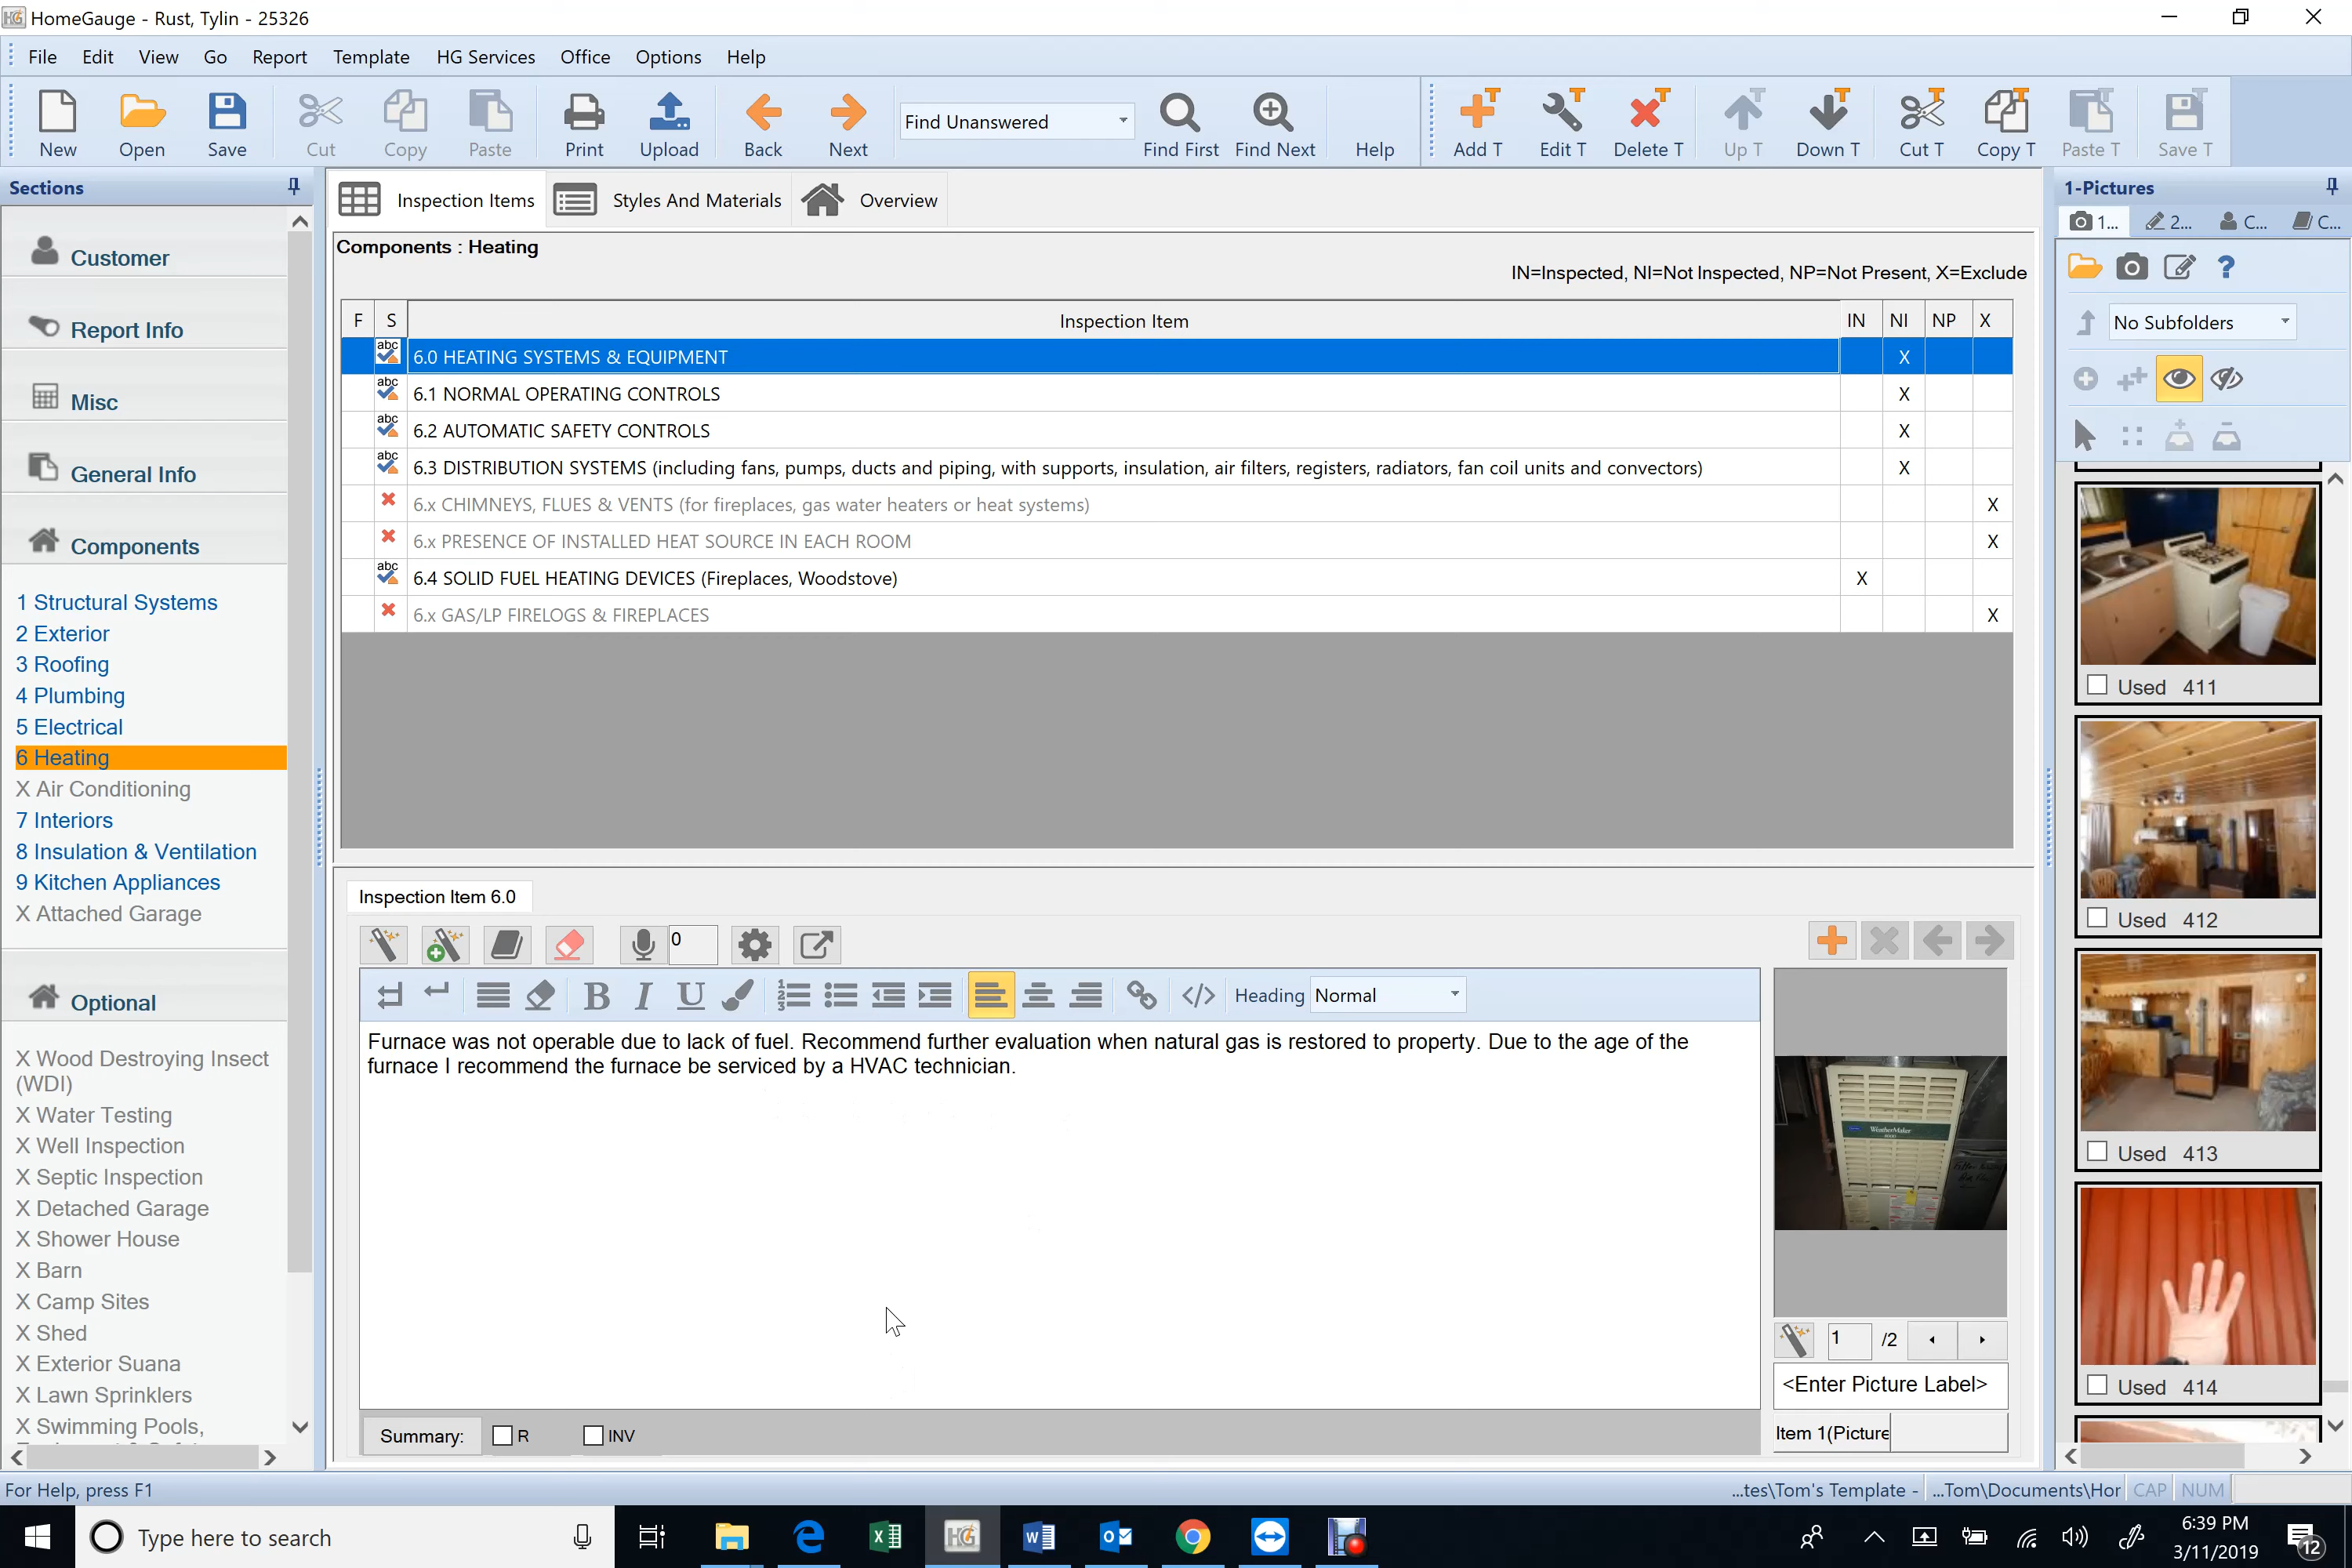 HomeGauge - Rust, Tylin - 25326
File Edit View Go Report Template HG Services Office Options Help
New Open Save Cut Copy Paste Print Upload Back Next Find Unanswered Find First Find Next Help Add T Edit T Delete T Up T Down T Cut T Copy T Paste T Save T
Sections
Customer
Report Info
Misc
General Info
Components
1 Structural Systems
2 Exterior
3 Roofing
4 Plumbing
5 Electrical
6 Heating
X Air Conditioning
7 Interiors
8 Insulation & Ventilation
9 Kitchen Appliances
X Attached Garage
Optional
X Wood Destroying Insect
(WDI)
X Water Testing
X Well Inspection
X Septic Inspection
X Detached Garage
X Shower House
X Barn
X Camp Sites
X Shed
X Exterior Suana
X Lawn Sprinklers
X Swimming Pools,
Inspection Items Styles And Materials Overview
Components : Heating
IN=Inspected, NI=Not Inspected, NP=Not Present, X=Exclude
F S Inspection Item IN NI NP X
abc 6.0 HEATING SYSTEMS & EQUIPMENT X
abc 6.1 NORMAL OPERATING CONTROLS X
abc 6.2 AUTOMATIC SAFETY CONTROLS X
abc 6.3 DISTRIBUTION SYSTEMS (including fans, pumps, ducts and piping, with supports, insulation, air filters, registers, radiators, fan coil units and convectors) X
6.x CHIMNEYS, FLUES & VENTS (for fireplaces, gas water heaters or heat systems) X
6.x PRESENCE OF INSTALLED HEAT SOURCE IN EACH ROOM X
abc 6.4 SOLID FUEL HEATING DEVICES (Fireplaces, Woodstove) X
6.x GAS/LP FIRELOGS & FIREPLACES X
Inspection Item 6.0
0
B I U Heading Normal
Furnace was not operable due to lack of fuel. Recommend further evaluation when natural gas is restored to property. Due to the age of the
furnace I recommend the furnace be serviced by a HVAC technician.
WeatherMaker
1 /2
<Enter Picture Label>
Item 1(Picture
Summary: R INV
1-Pictures
1... 2... C... C...
No Subfolders
Used 411
Used 412
Used 413
Used 414
For Help, press F1
...tes\Tom's Template - ...Tom\Documents\Hor CAP NUM
Type here to search
HG
6:39 PM
3/11/2019
12